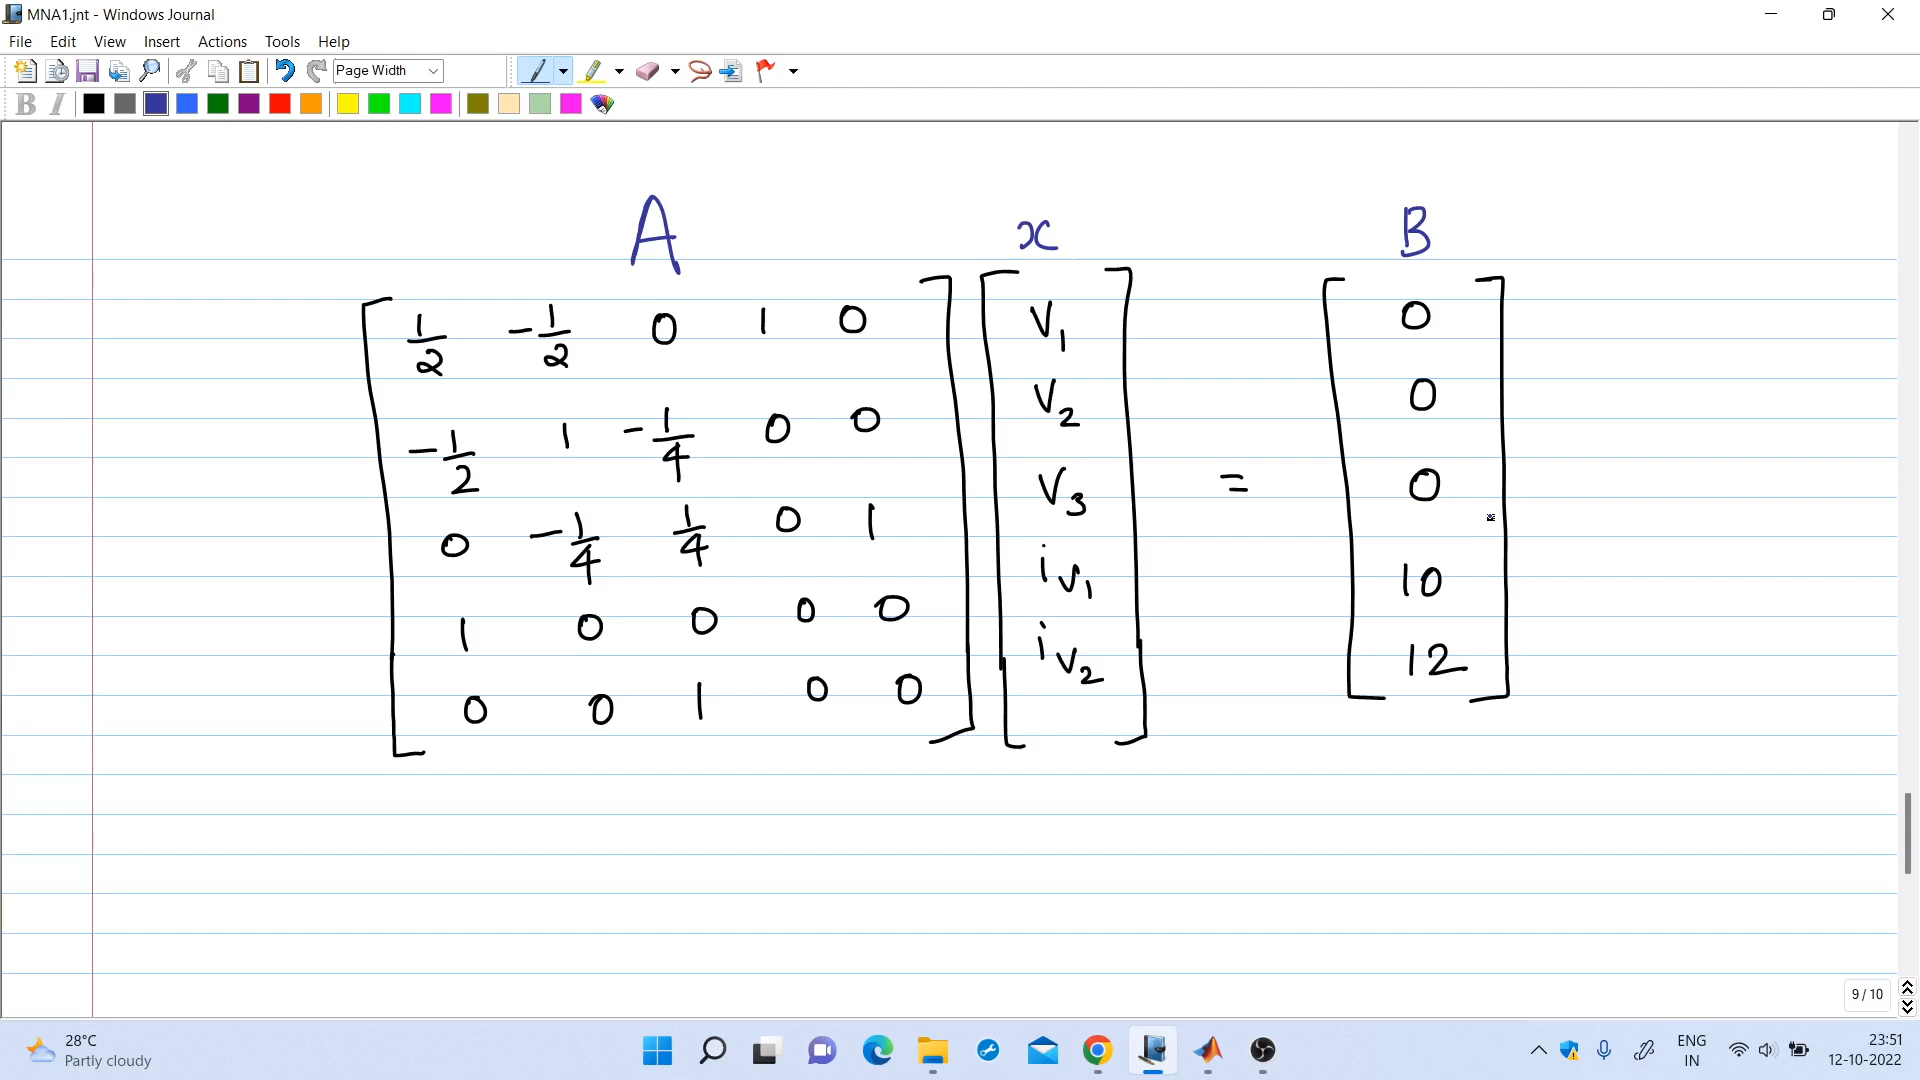 MNA1.jnt - Windows Journal
File Edit View Insert Actions Tools Help
Page Width
B I
A x B
1/2 -1/2 0 1 0 V1 0
-1/2 1 -1/4 0 0 V2 0
0 -1/4 1/4 0 1 V3 = 0
1 0 0 0 0 iV1 10
0 0 1 0 0 iV2 12
9 / 10
28°C
Partly cloudy
ENG
IN
23:51
12-10-2022